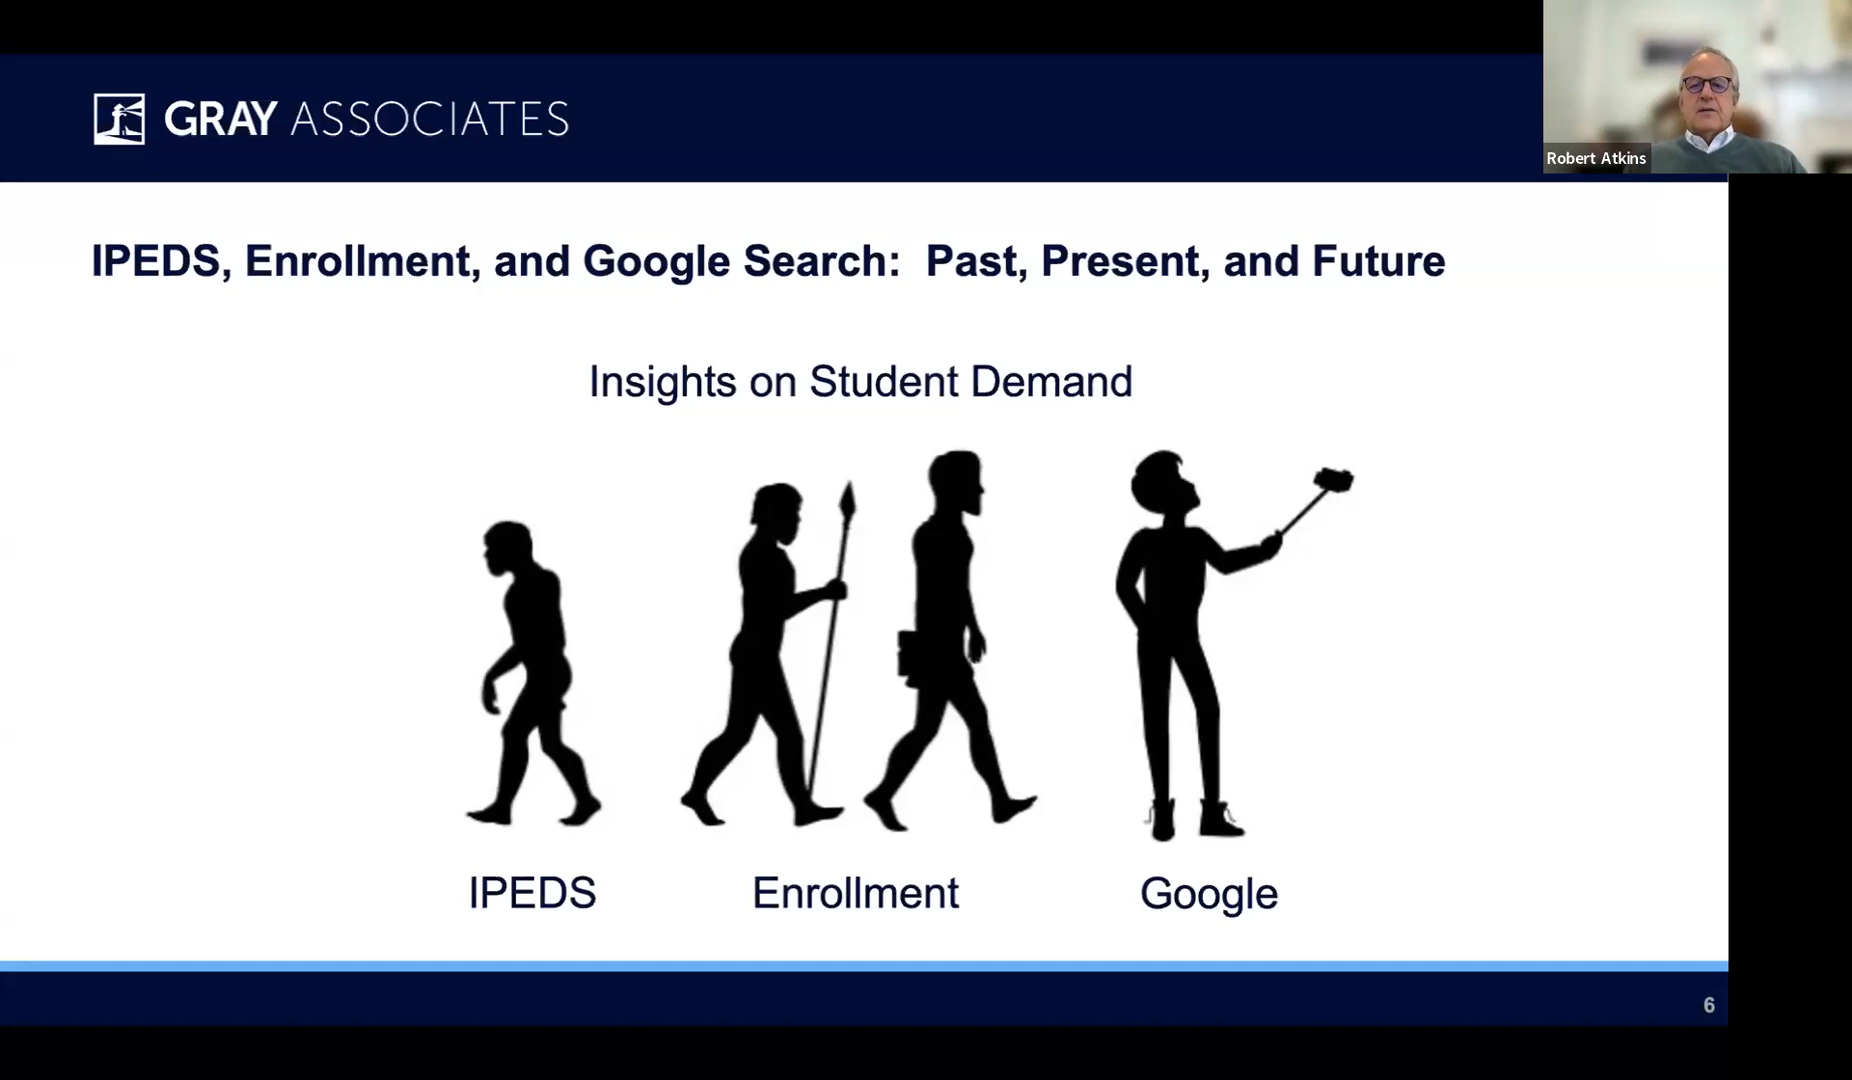 GRAY ASSOCIATES
Robert Atkins
IPEDS, Enrollment, and Google Search: Past, Present, and Future
Insights on Student Demand
IPEDS
Enrollment
Google
6